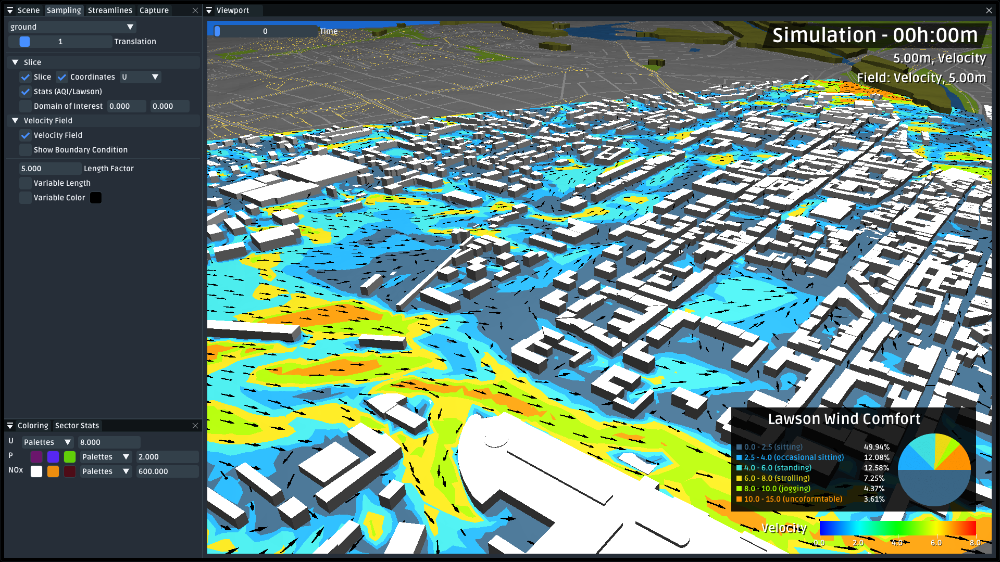 Scene Sampling Streamlines Capture
ground
1 Translation
Slice
Slice Coordinates U
Stats (AQI/Lawson)
Domain of Interest 0.000 0.000
Velocity Field
Velocity Field
Show Boundary Condition
5.000 Length Factor
Variable Length
Variable Color
Coloring Sector Stats
U Palettes 8.000
P Palettes 2.000
NOx Palettes 600.000
Viewport
0 Time
Simulation - 00h:00m
5.00m, Velocity
Field: Velocity, 5.00m
Lawson Wind Comfort
0.0 - 2.5 (sitting) 49.94%
2.5 - 4.0 (occasional sitting) 12.08%
4.0 - 6.0 (standing) 12.58%
6.0 - 8.0 (strolling) 7.25%
8.0 - 10.0 (jogging) 4.37%
10.0 - 15.0 (uncoformtable) 3.61%
Velocity
0.0 2.0 4.0 6.0 8.0